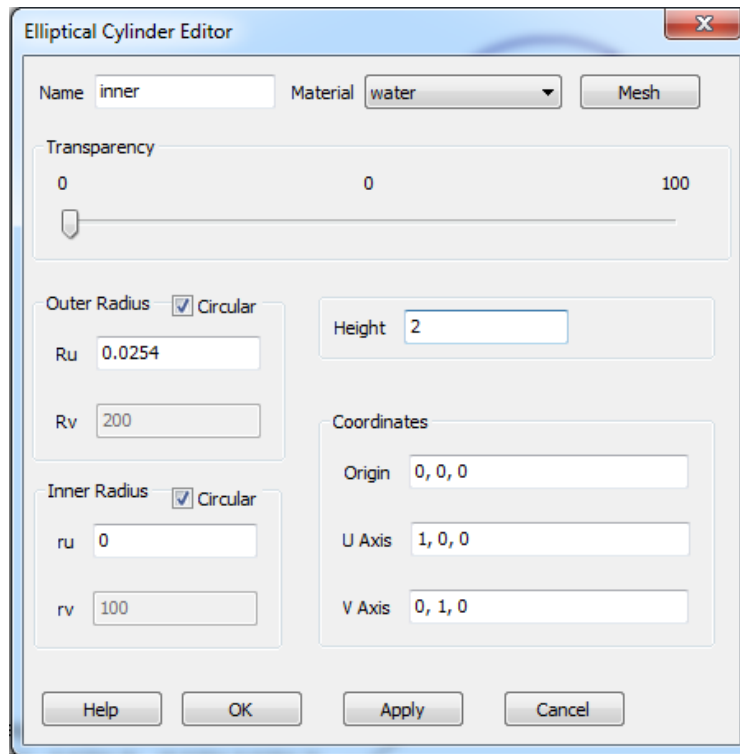 Elliptical Cylinder Editor
Name inner Material water Mesh
Transparency
0 0 100
Outer Radius Circular
Ru 0.0254
Rv 200
Height 2
Inner Radius Circular
ru 0
rv 100
Coordinates
Origin 0, 0, 0
U Axis 1, 0, 0
V Axis 0, 1, 0
Help OK Apply Cancel